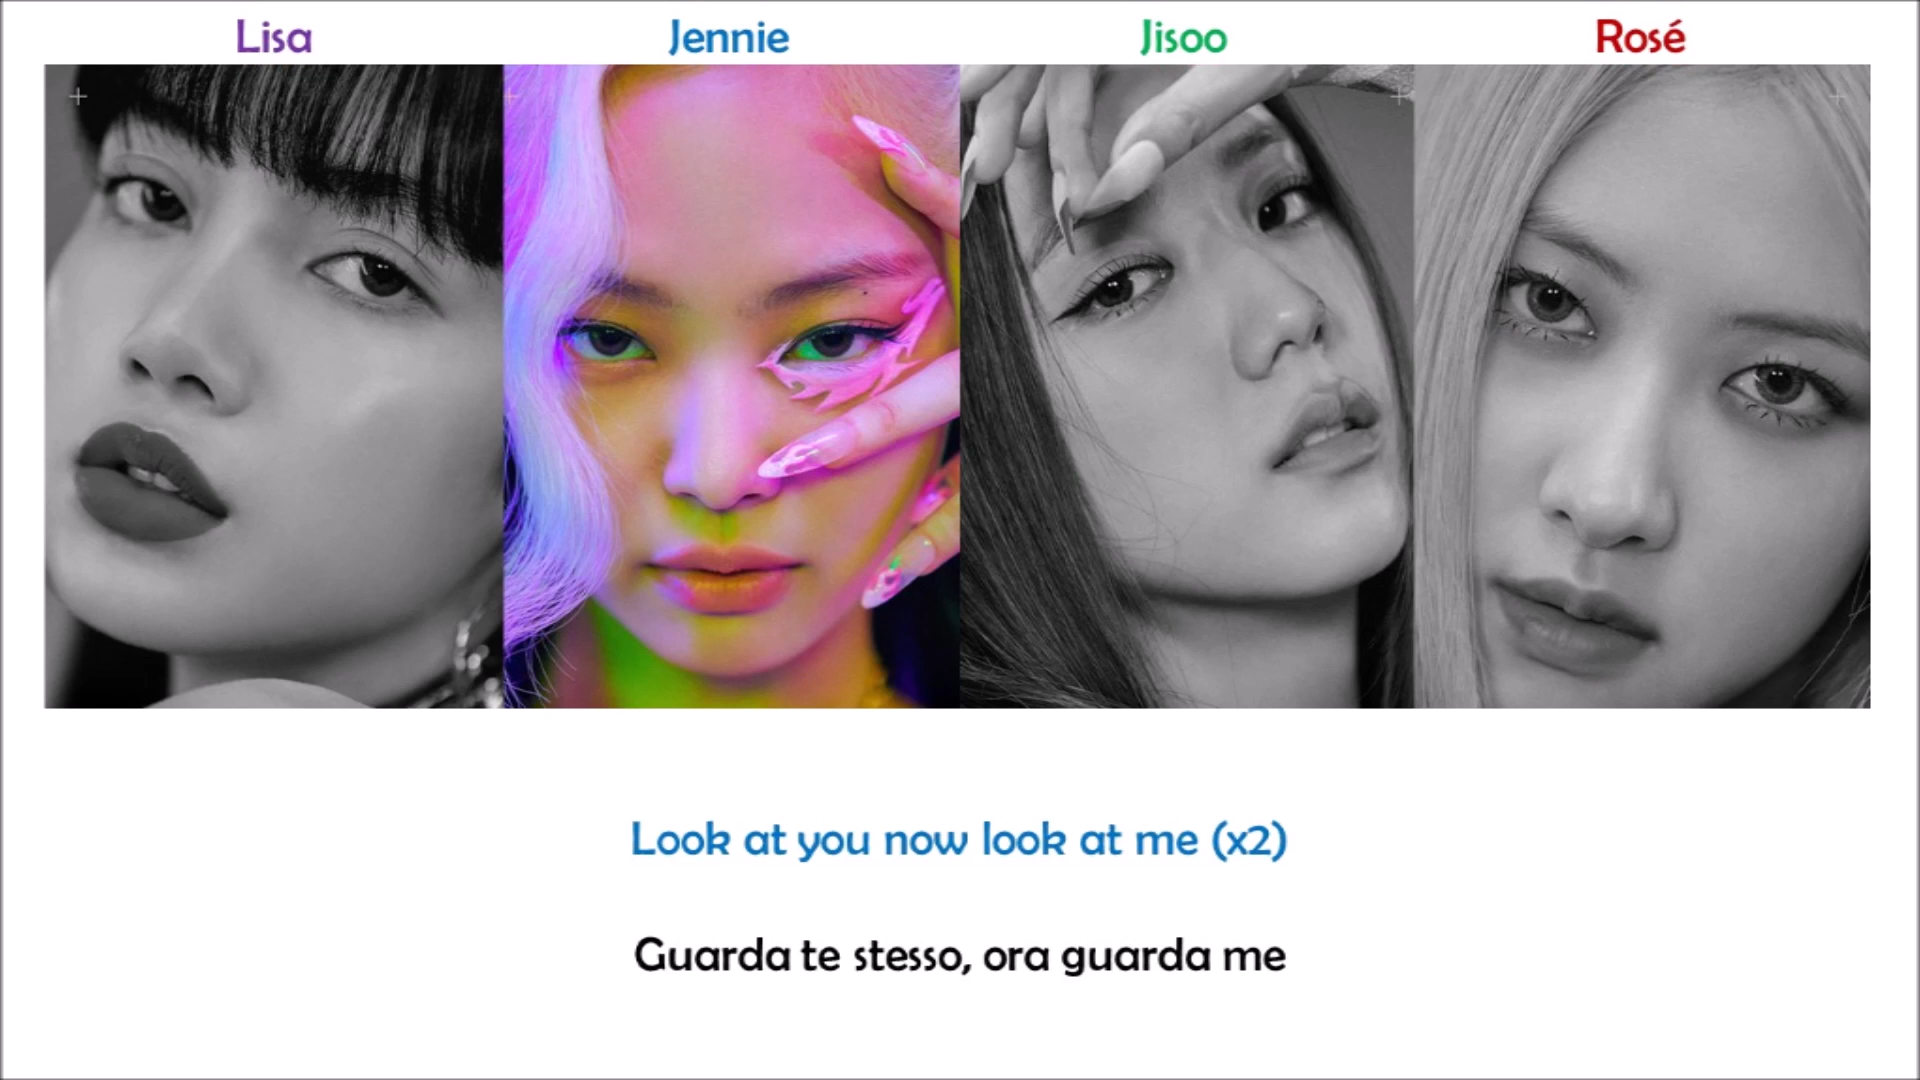 Lisa Jennie Jisoo Rosé
Look at you now look at me (x2)
Guarda te stesso, ora guarda me